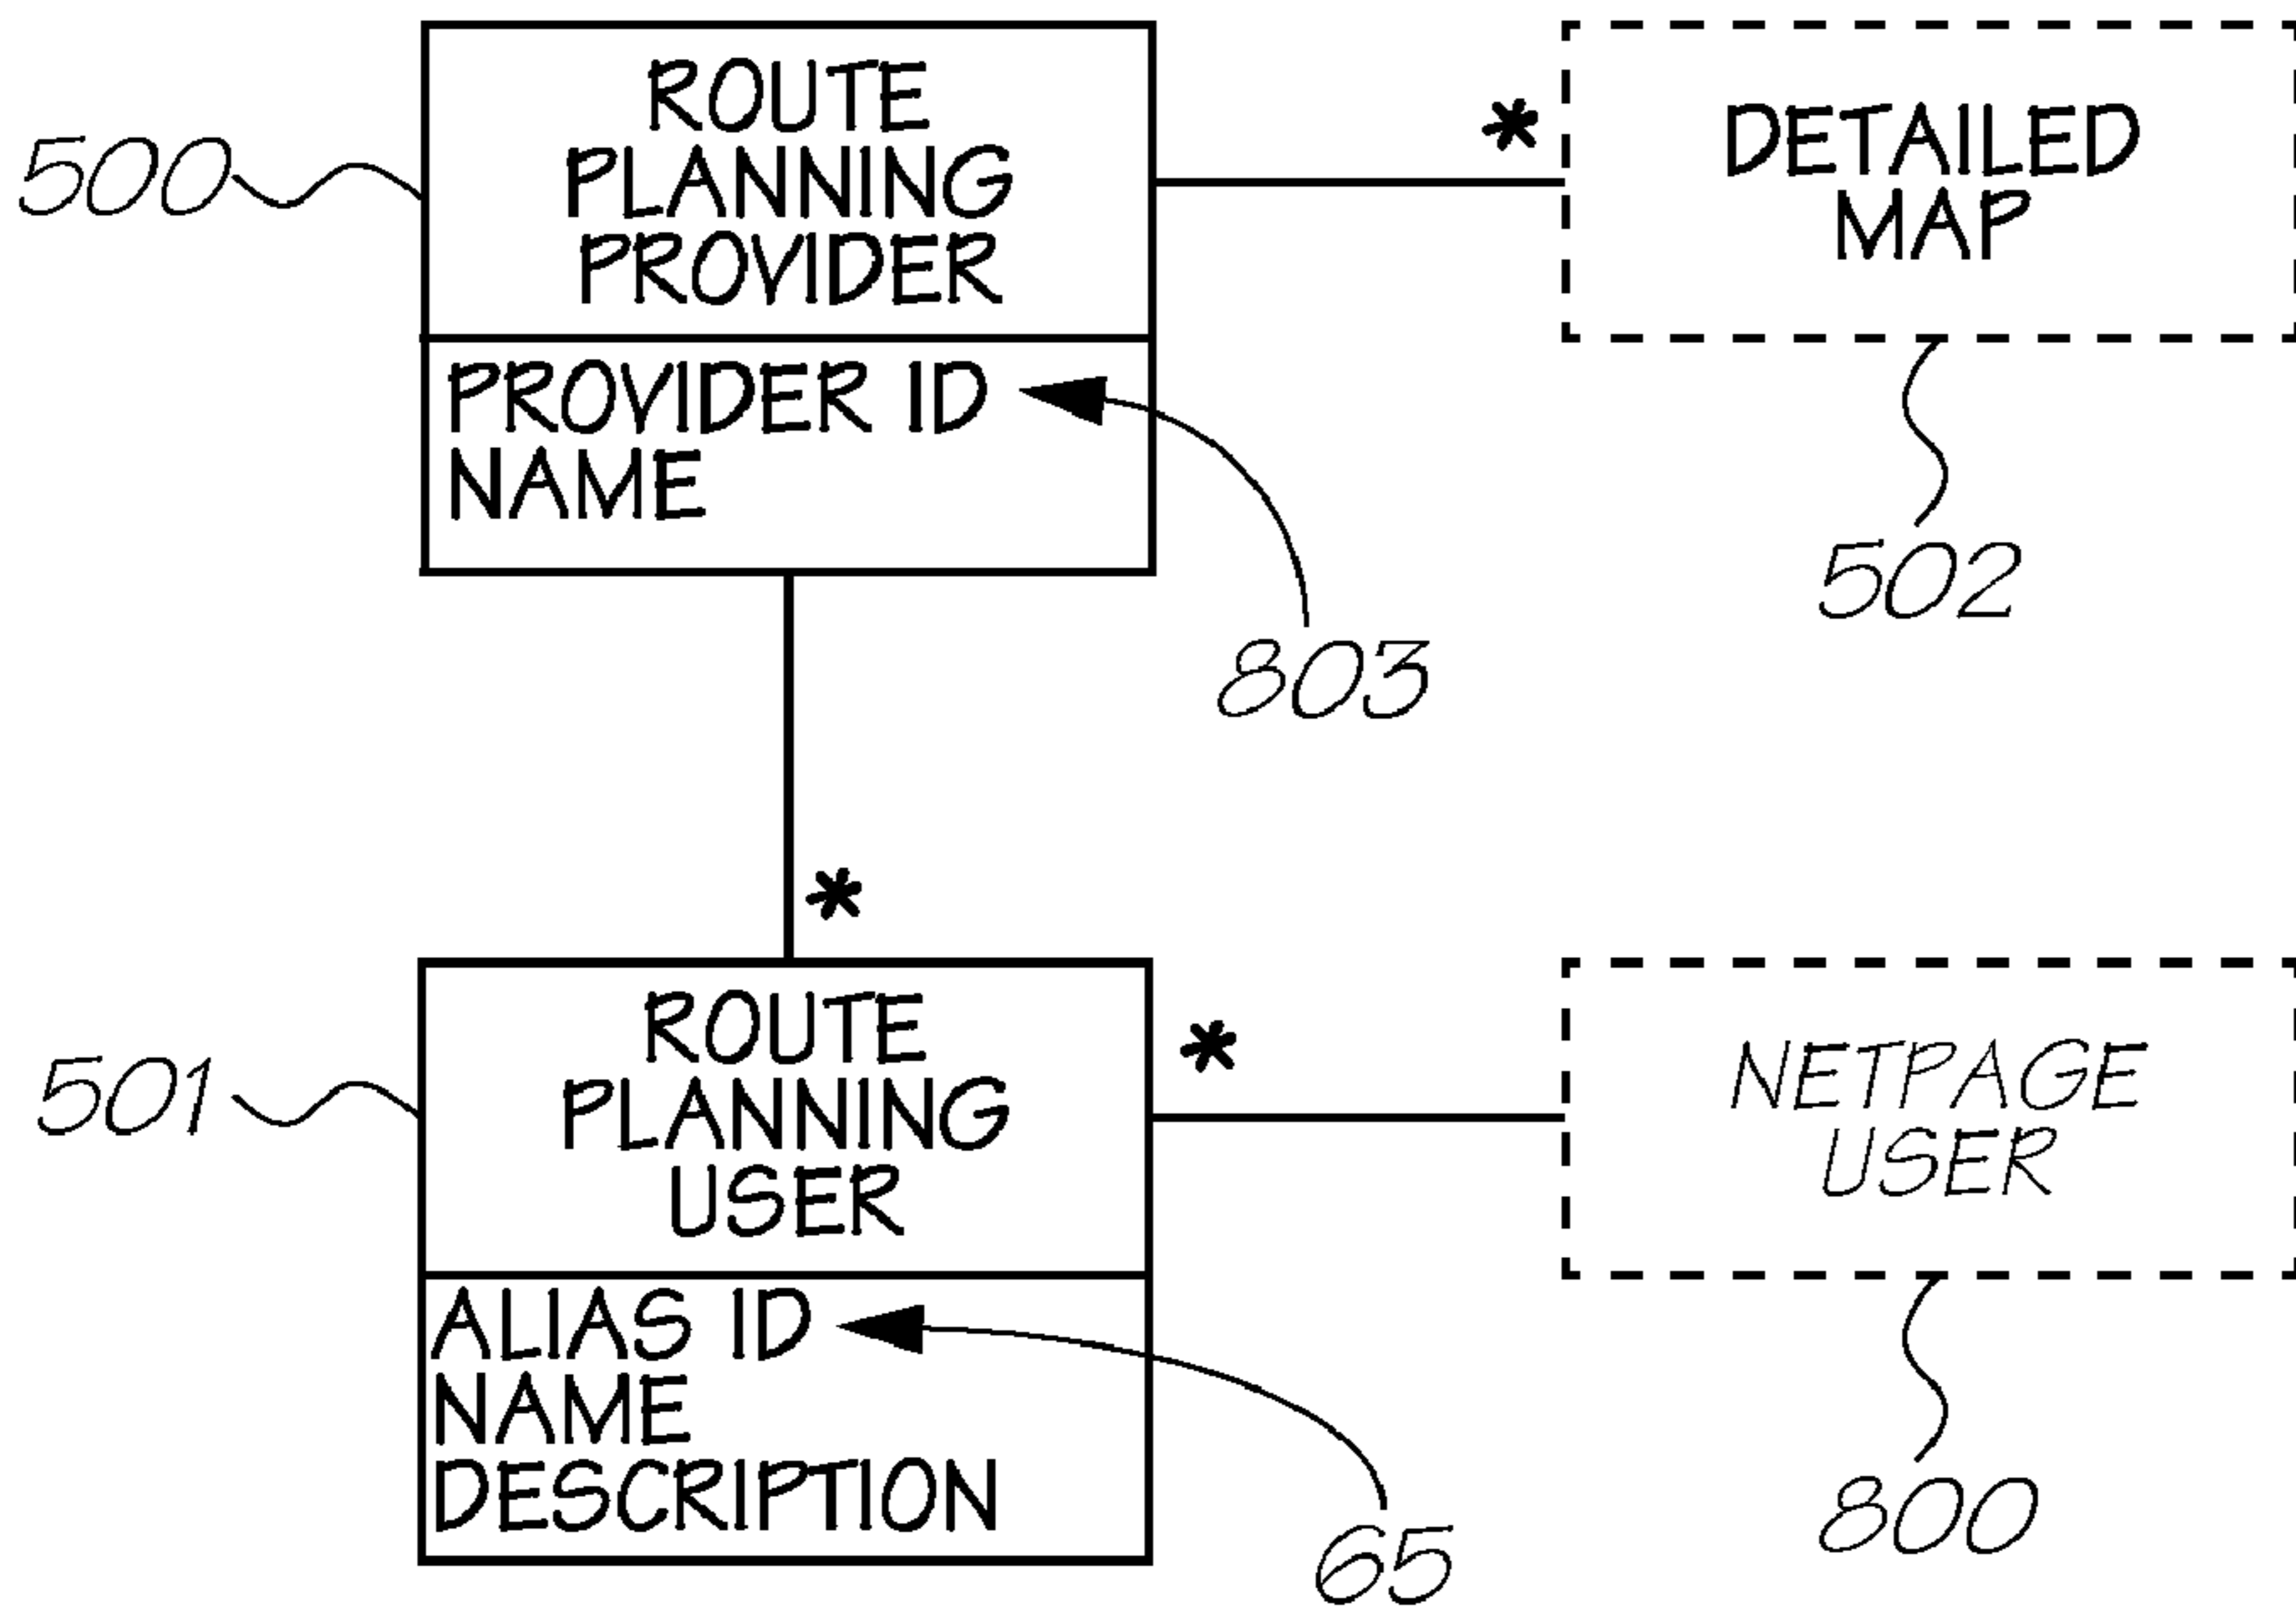 ROUTE
PLANNING
PROVIDER
PROVIDER ID
NAME
500
803
*
DETAILED
MAP
502
*
ROUTE
PLANNING
USER
ALIAS ID
NAME
DESCRIPTION
501
65
*
NETPAGE
USER
800